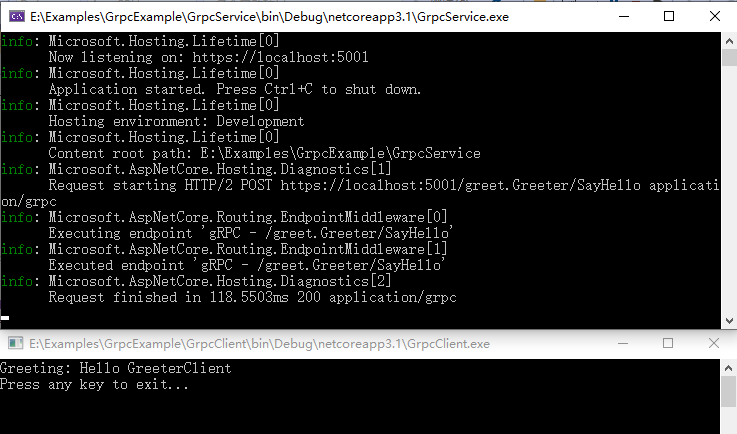 E:\Examples\GrpcExample\GrpcService\bin\Debug\netcoreapp3.1\GrpcService.exe
info: Microsoft.Hosting.Lifetime[0]
Now listening on: https://localhost:5001
info: Microsoft.Hosting.Lifetime[0]
Application started. Press Ctrl+C to shut down.
info: Microsoft.Hosting.Lifetime[0]
Hosting environment: Development
info: Microsoft.Hosting.Lifetime[0]
Content root path: E:\Examples\GrpcExample\GrpcService
info: Microsoft.AspNetCore.Hosting.Diagnostics[1]
Request starting HTTP/2 POST https://localhost:5001/greet.Greeter/SayHello applicati
on/grpc
info: Microsoft.AspNetCore.Routing.EndpointMiddleware[0]
Executing endpoint 'gRPC - /greet.Greeter/SayHello'
info: Microsoft.AspNetCore.Routing.EndpointMiddleware[1]
Executed endpoint 'gRPC - /greet.Greeter/SayHello'
info: Microsoft.AspNetCore.Hosting.Diagnostics[2]
Request finished in 118.5503ms 200 application/grpc
E:\Examples\GrpcExample\GrpcClient\bin\Debug\netcoreapp3.1\GrpcClient.exe
Greeting: Hello GreeterClient
Press any key to exit...